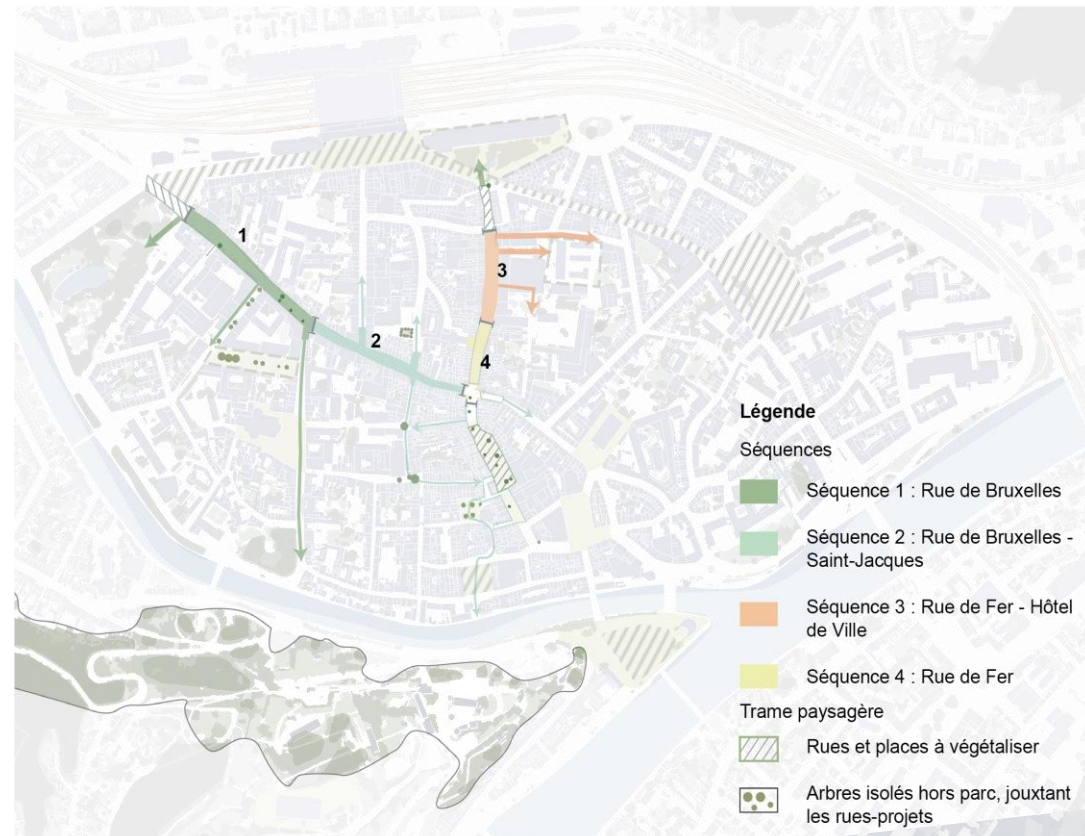 1
2
3
4
Légende
Séquences
Séquence 1 : Rue de Bruxelles
Séquence 2 : Rue de Bruxelles -
Saint-Jacques
Séquence 3 : Rue de Fer - Hôtel
de Ville
Séquence 4 : Rue de Fer
Trame paysagère
Rues et places à végétaliser
Arbres isolés hors parc, jouxtant
les rues-projets